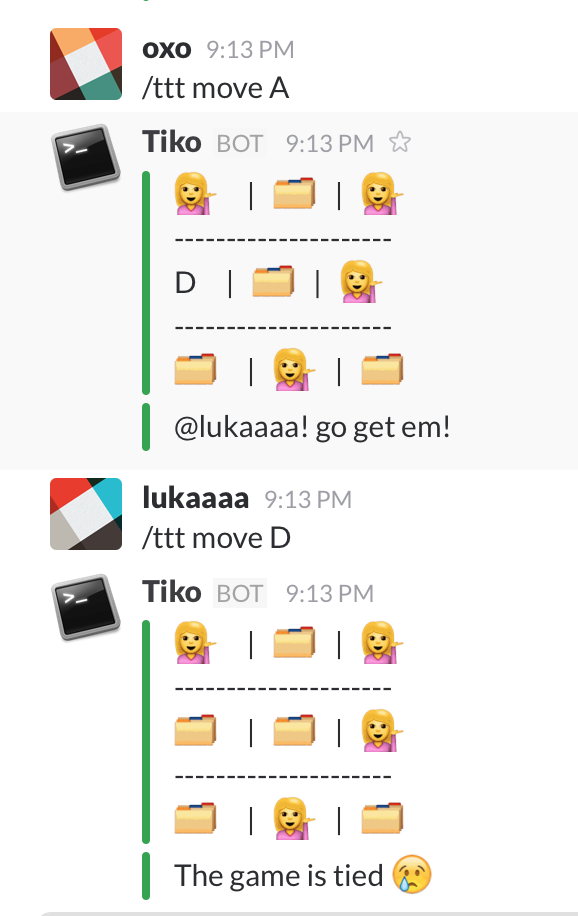 oxo 9:13 PM
/ttt move A
Tiko BOT 9:13 PM
>_
| |
---------------------
D | |
---------------------
| |
@lukaaaa! go get em!
lukaaaa 9:13 PM
/ttt move D
Tiko BOT 9:13 PM
>_
| |
---------------------
| |
---------------------
| |
The game is tied